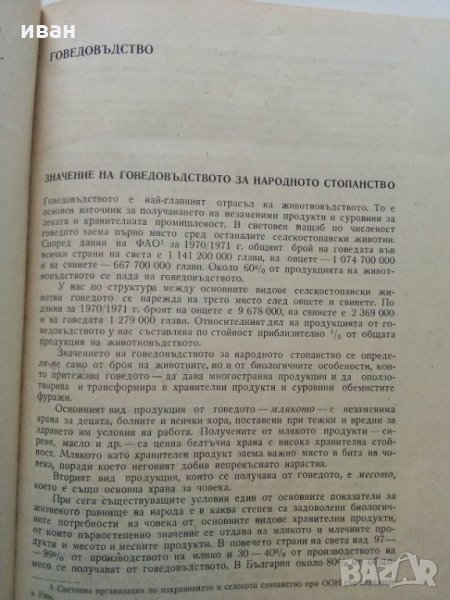 иван
ГОВЕДОВЪДСТВО
ЗНАЧЕНИЕ НА ГОВЕДОВЪДСТВОТО ЗА НАРОДНОТО СТОПАНСТВО
Говедовъдството е най-главният отрасъл на животновъдството. То е
основен източник за получаването на незаменими продукти и суровини за
леката и хранителната промишленост. В световен мащаб по численост
говедото заема първо място сред останалите селскостопански животни.
Според данни на ФАО¹ за 1970/1971 г. общият брой на говедата във
всички страни на света е 1 141 200 000 глави, на овцете — 1 074 700 000
и на свинете — 667 700 000 глави. Около 60% от продукцията на живот-
новъдството се пада на говедовъдството.
У нас по структура между основните видове селскостопански жи-
вотни говедото се нарежда на трето място след овцете и свинете. По
данни за 1970/1971 г. броят на овцете е 9 678 000, на свинете 2 369 000
и на говедата 1 279 000 глави. Относителният дял на продукцията от го-
ведовъдството у нас съставлява по стойност приблизително ¹/₃ от общата
продукция на животновъдството.
Значението на говедовъдството за народното стопанство се опреде-
ля не само от броя на животните, но и от биологичните особености, кои-
то притежава говедото — да дава многостранна продукция и да оползо-
творява и трансформира в хранителни продукти и суровини обемистите
фуражи.
Основният вид продукция от говедото — млякото — е незаменима
храна за децата, болните и всички хора, поставени при тежки и вредни за
здравето им условия на работа. Получените от млякото продукти — си-
рене, масло и др. — са ценна белтъчна храна с висока хранителна стой-
ност. Млякото като хранителен продукт заема важно място в бита на чо-
века, поради което неговият добив непрекъснато нараства.
Вторият вид продукция, която се получава от говедото, е месото,
което е също основна храна за човека.
При сега съществуващите условия един от основните показатели за
жизненото равнище на народа е в каква степен са задоволени биологич-
ните потребности на човека от основните видове хранителни продукти,
от които първостепенно значение се отдава на млякото и млечните про-
дукти и месото и месните продукти. В повечето страни на света над 97—
—99% от производството на мляко и 30—40% от производството на
месо се получават от говедото. В България около 80%
¹ Световна организация по изхранването и селското стопанство при ООН
в Рим.
BAZAR